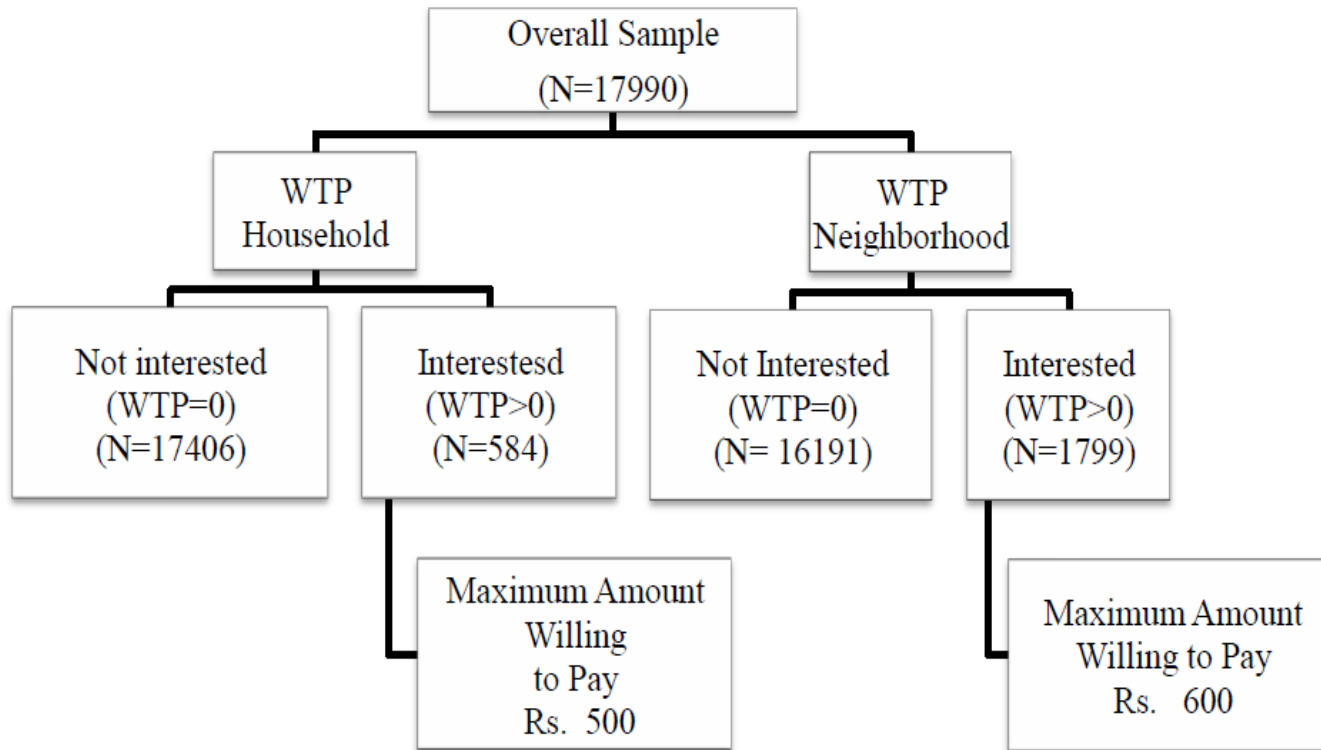 Overall Sample
(N=17990)
WTP
Household
WTP
Neighborhood
Not interested
(WTP=0)
(N=17406)
Interestesd
(WTP>0)
(N=584)
Not Interested
(WTP=0)
(N= 16191)
Interested
(WTP>0)
(N=1799)
Maximum Amount
Willing
to Pay
Rs. 500
Maximum Amount
Willing to Pay
Rs. 600